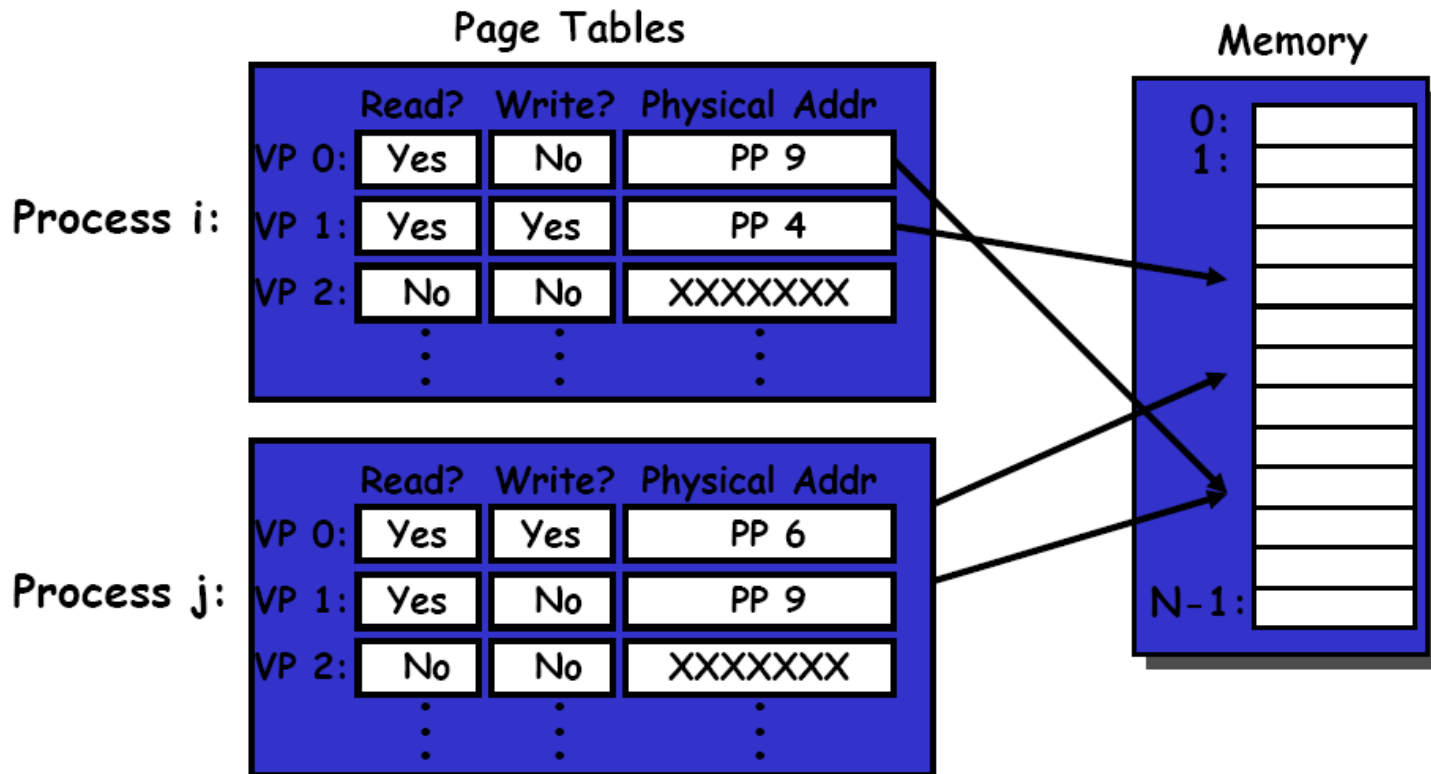 Page Tables
Memory
Read? Write? Physical Addr
VP 0: Yes No PP 9
Process i: VP 1: Yes Yes PP 4
VP 2: No No XXXXXXX
0:
1:
N-1:
Read? Write? Physical Addr
VP 0: Yes Yes PP 6
Process j: VP 1: Yes No PP 9
VP 2: No No XXXXXXX